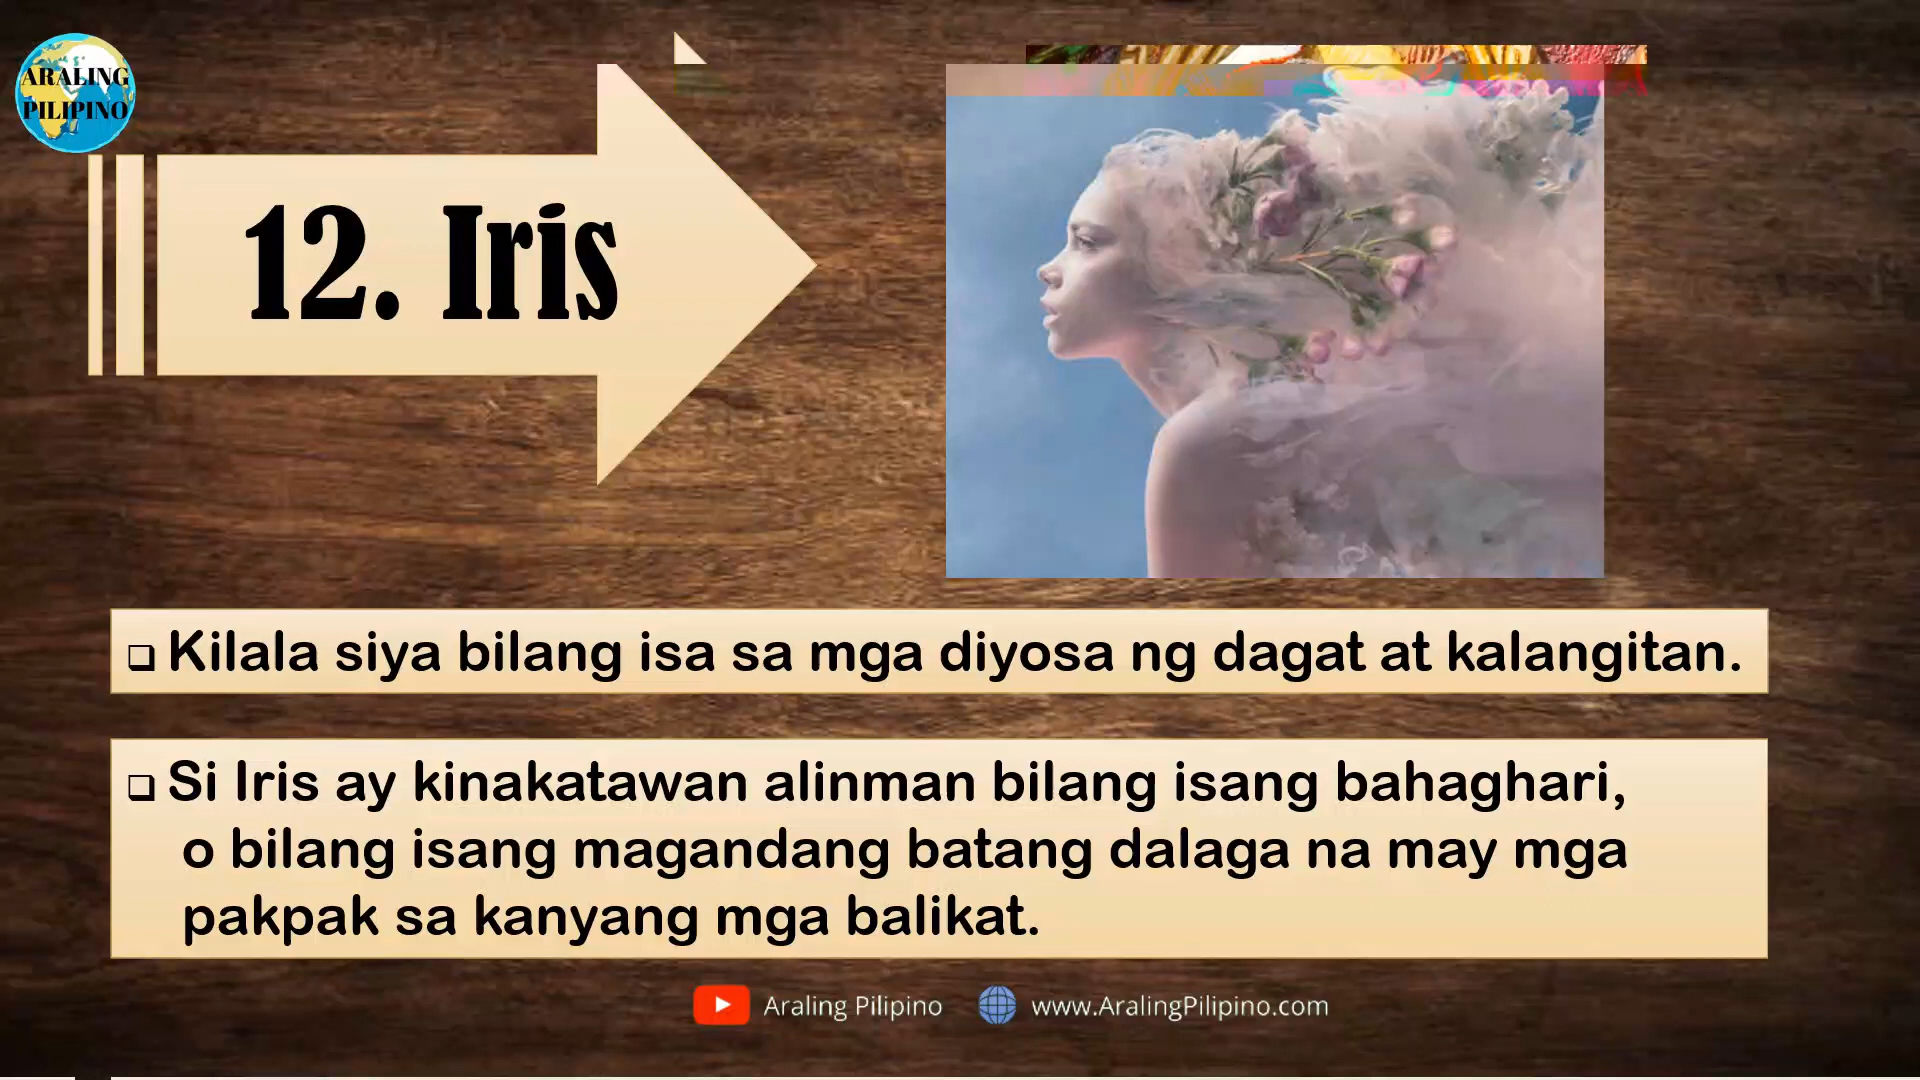 ARALING
PILIPINO
12. Iris
Kilala siya bilang isa sa mga diyosa ng dagat at kalangitan.
Si Iris ay kinakatawan alinman bilang isang bahaghari,
o bilang isang magandang batang dalaga na may mga
pakpak sa kanyang mga balikat.
Araling Pilipino
www.AralingPilipino.com